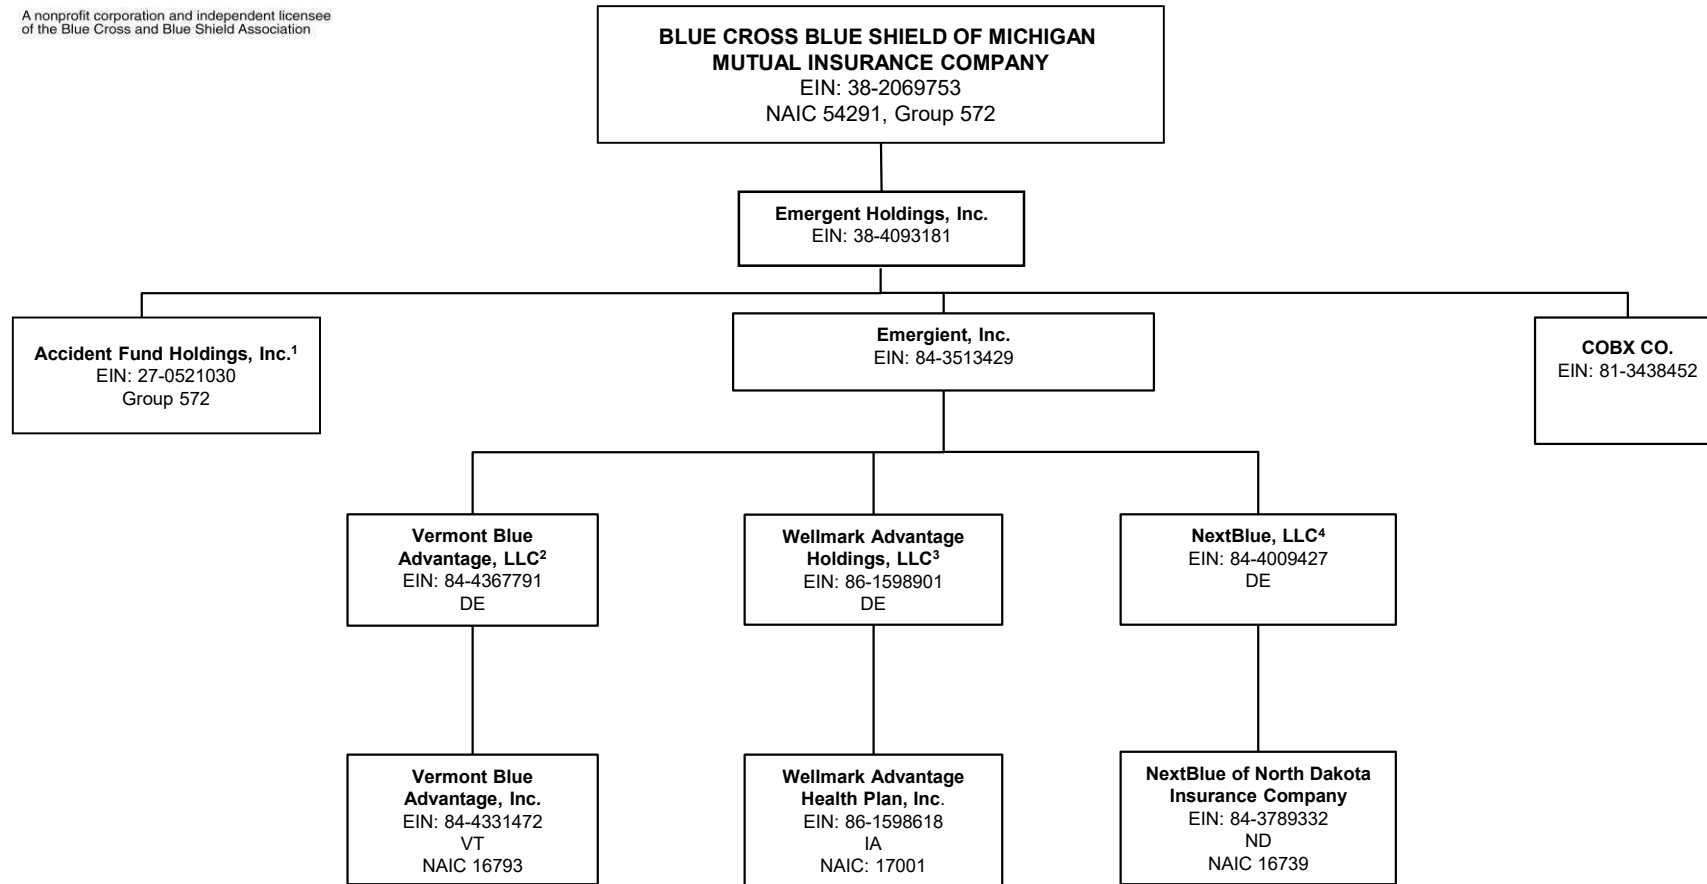 A nonprofit corporation and independent licensee
of the Blue Cross and Blue Shield Association
BLUE CROSS BLUE SHIELD OF MICHIGAN
MUTUAL INSURANCE COMPANY
EIN: 38-2069753
NAIC 54291, Group 572
Emergent Holdings, Inc.
EIN: 38-4093181
Accident Fund Holdings, Inc.¹
EIN: 27-0521030
Group 572
Emergient, Inc.
EIN: 84-3513429
COBX CO.
EIN: 81-3438452
Vermont Blue
Advantage, LLC²
EIN: 84-4367791
DE
Wellmark Advantage
Holdings, LLC³
EIN: 86-1598901
DE
NextBlue, LLC⁴
EIN: 84-4009427
DE
Vermont Blue
Advantage, Inc.
EIN: 84-4331472
VT
NAIC 16793
Wellmark Advantage
Health Plan, Inc.
EIN: 86-1598618
IA
NAIC: 17001
NextBlue of North Dakota
Insurance Company
EIN: 84-3789332
ND
NAIC 16739